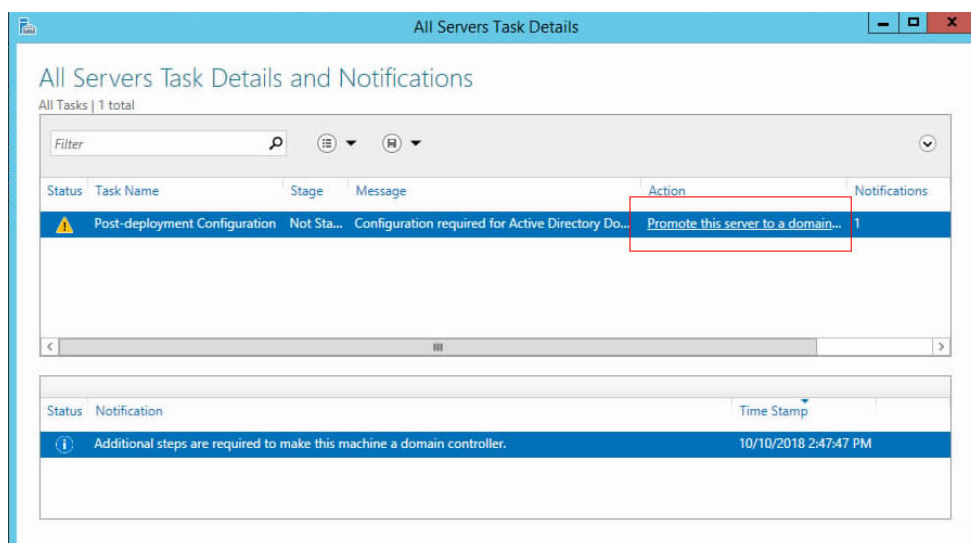 All Servers Task Details
All Servers Task Details and Notifications
All Tasks | 1 total
Filter
Status Task Name Stage Message Action Notifications
Post-deployment Configuration Not Sta... Configuration required for Active Directory Do... Promote this server to a domain... 1
Status Notification Time Stamp
Additional steps are required to make this machine a domain controller. 10/10/2018 2:47:47 PM